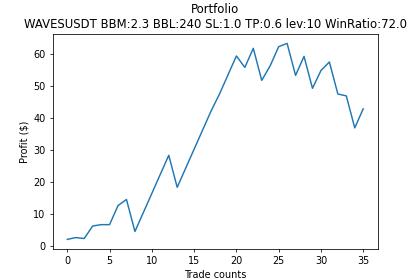 Portfolio
WAVESUSDT BBM:2.3 BBL:240 SL:1.0 TP:0.6 lev:10 WinRatio:72.0
Profit ($)
60
50
40
30
20
10
0
0 5 10 15 20 25 30 35
Trade counts